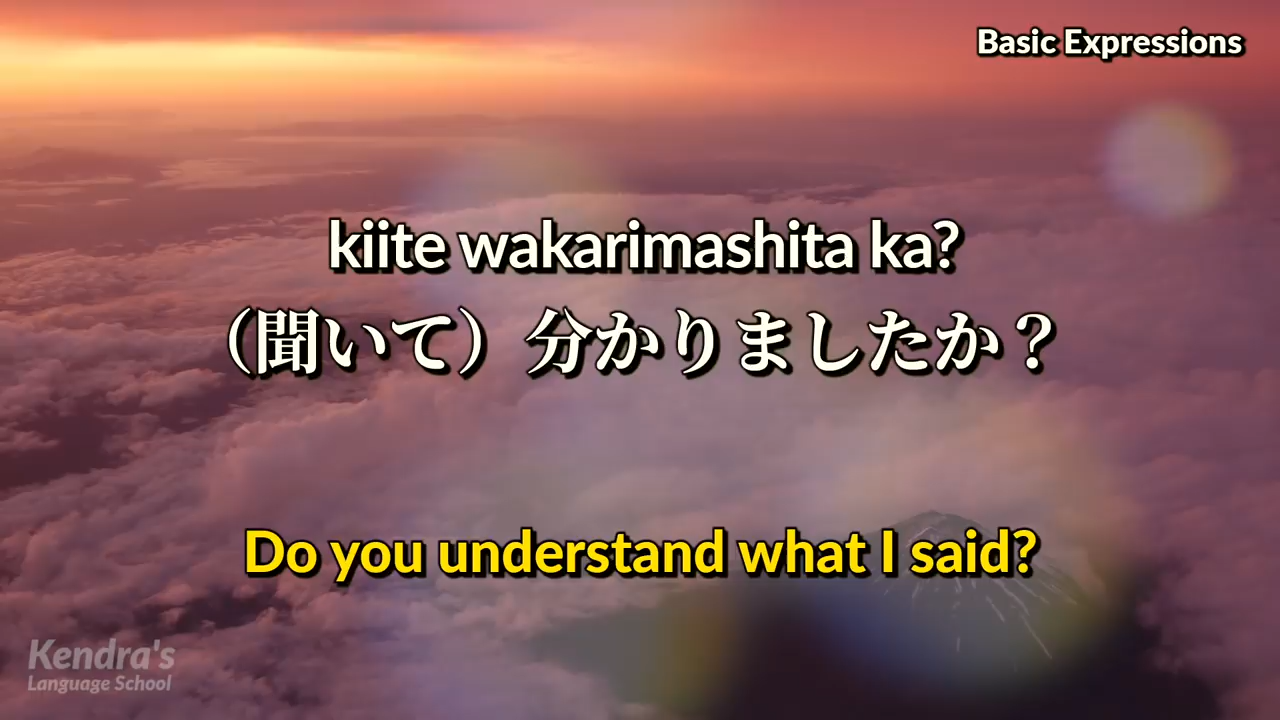 Basic Expressions
kiite wakarimashita ka?
（聞いて）分かりましたか？
Do you understand what I said?
Kendra's
Language School